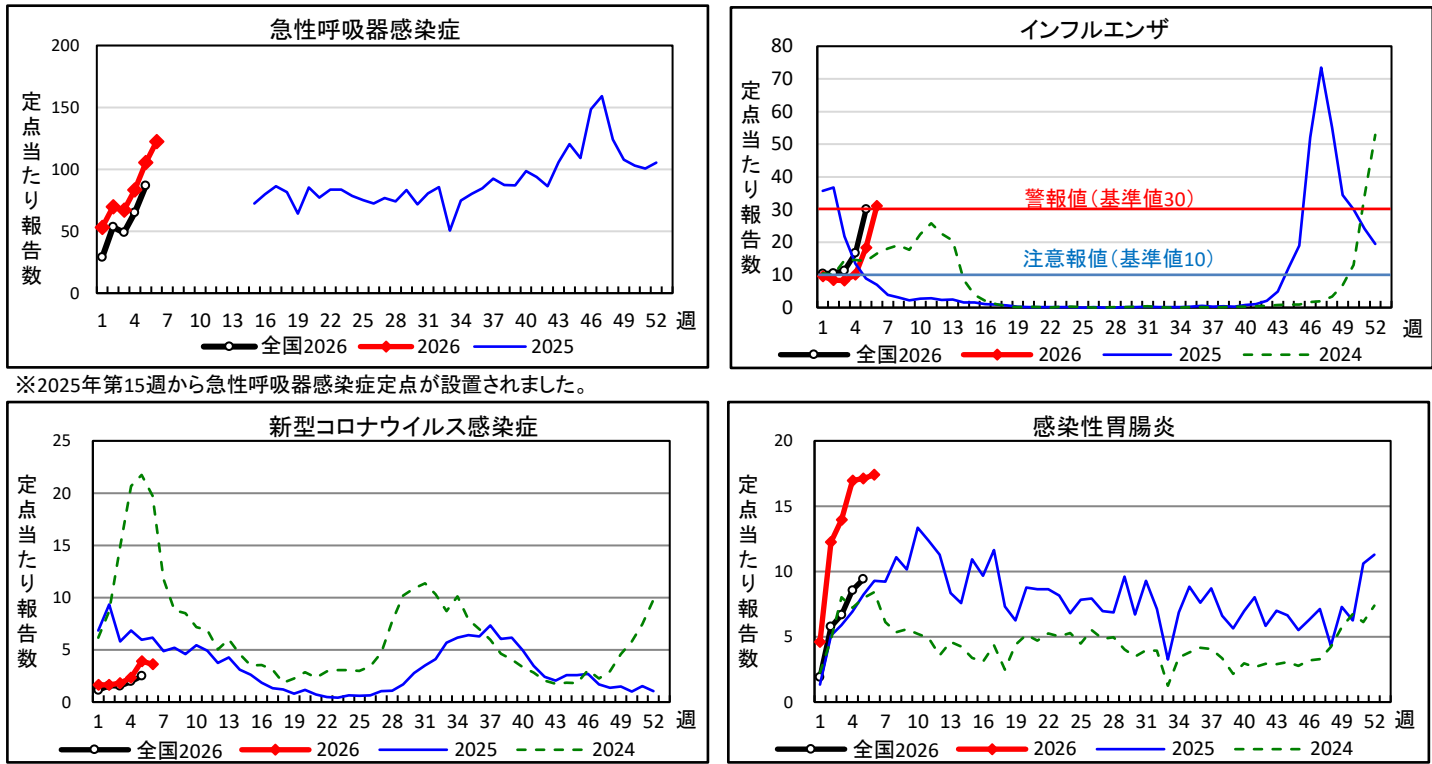 急性呼吸器感染症
定点当たり報告数
200
150
100
50
0
1 4 7 10 13 16 19 22 25 28 31 34 37 40 43 46 49 52 週
全国2026 2026 2025
※2025年第15週から急性呼吸器感染症定点が設置されました。
インフルエンザ
定点当たり報告数
80
70
60
50
40
30
20
10
0
警報値(基準値30)
注意報値(基準値10)
1 4 7 10 13 16 19 22 25 28 31 34 37 40 43 46 49 52 週
全国2026 2026 2025 2024
新型コロナウイルス感染症
定点当たり報告数
25
20
15
10
5
0
1 4 7 10 13 16 19 22 25 28 31 34 37 40 43 46 49 52 週
全国2026 2026 2025 2024
感染性胃腸炎
定点当たり報告数
20
15
10
5
0
1 4 7 10 13 16 19 22 25 28 31 34 37 40 43 46 49 52 週
全国2026 2026 2025 2024